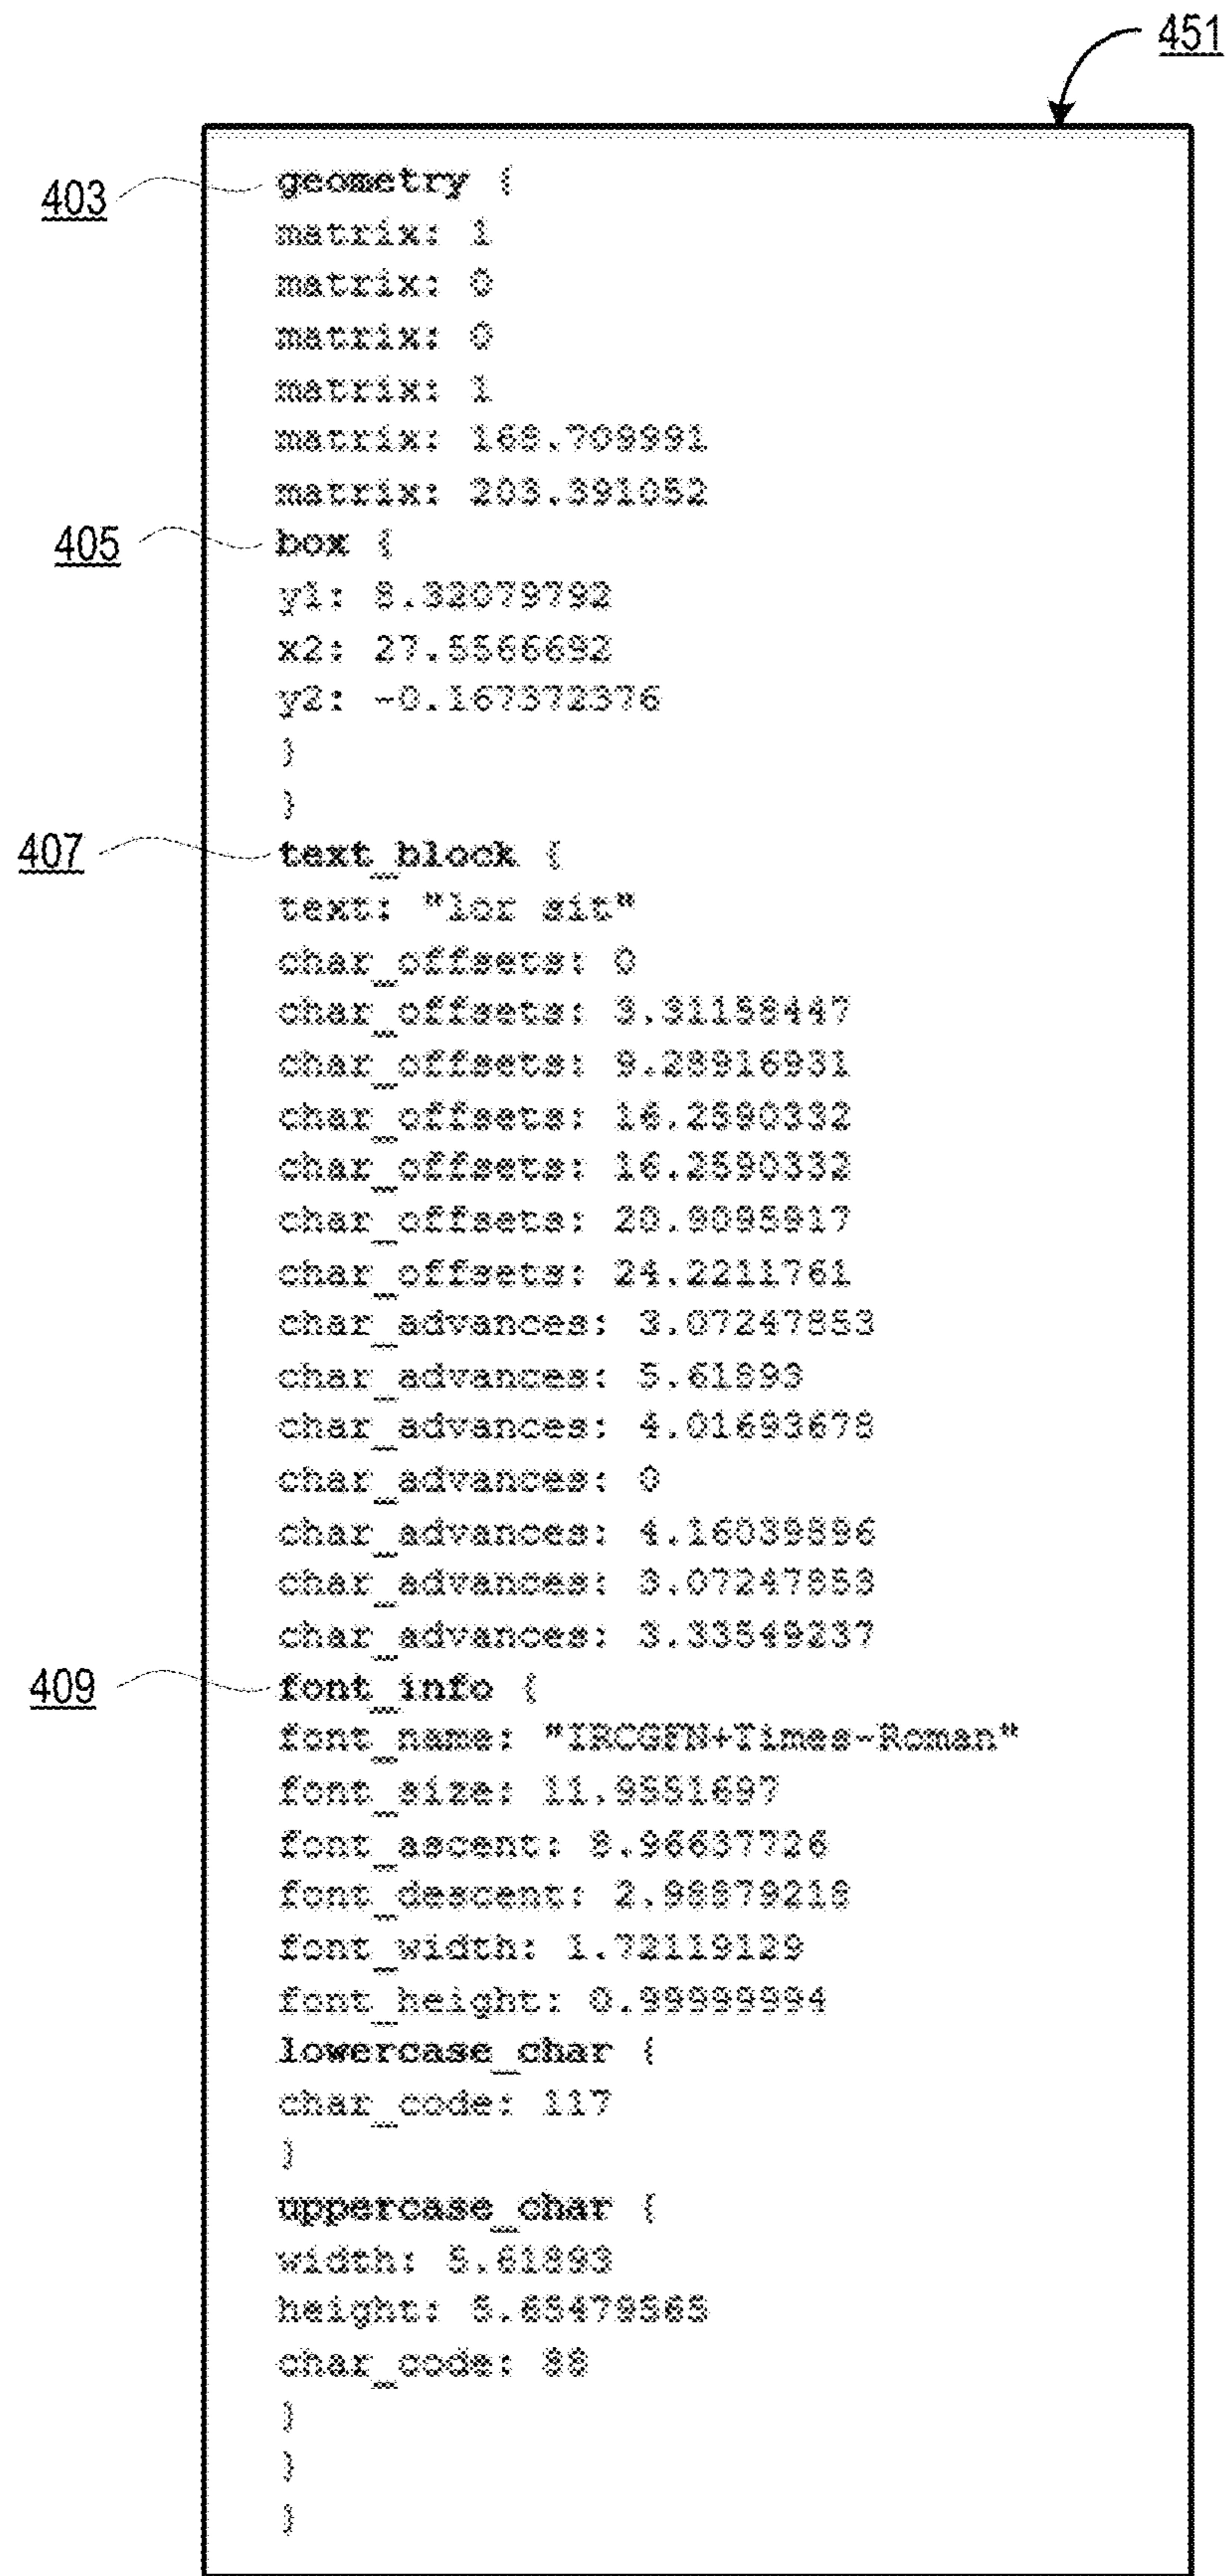 451
403
geometry {
matrix: 1
matrix: 0
matrix: 0
matrix: 1
matrix: 168.709991
matrix: 203.391052
405
box {
y1: 8.32079792
x2: 27.5566692
y2: -0.167372376
}
}
407
text_block {
text: "lor sit"
char_offsets: 0
char_offsets: 3.31158447
char_offsets: 9.28916931
char_offsets: 16.2590332
char_offsets: 16.2590332
char_offsets: 20.9095917
char_offsets: 24.2211761
char_advances: 3.07247853
char_advances: 5.61893
char_advances: 4.01693678
char_advances: 0
char_advances: 4.16039896
char_advances: 3.07247853
char_advances: 3.33549237
409
font_info {
font_name: "IRCGFN+Times-Roman"
font_size: 11.9551697
font_ascent: 8.96637726
font_descent: 2.98879218
font_width: 1.72119129
font_height: 0.99999994
lowercase_char {
char_code: 117
}
uppercase_char {
width: 5.61893
height: 5.65479565
char_code: 88
}
}
}